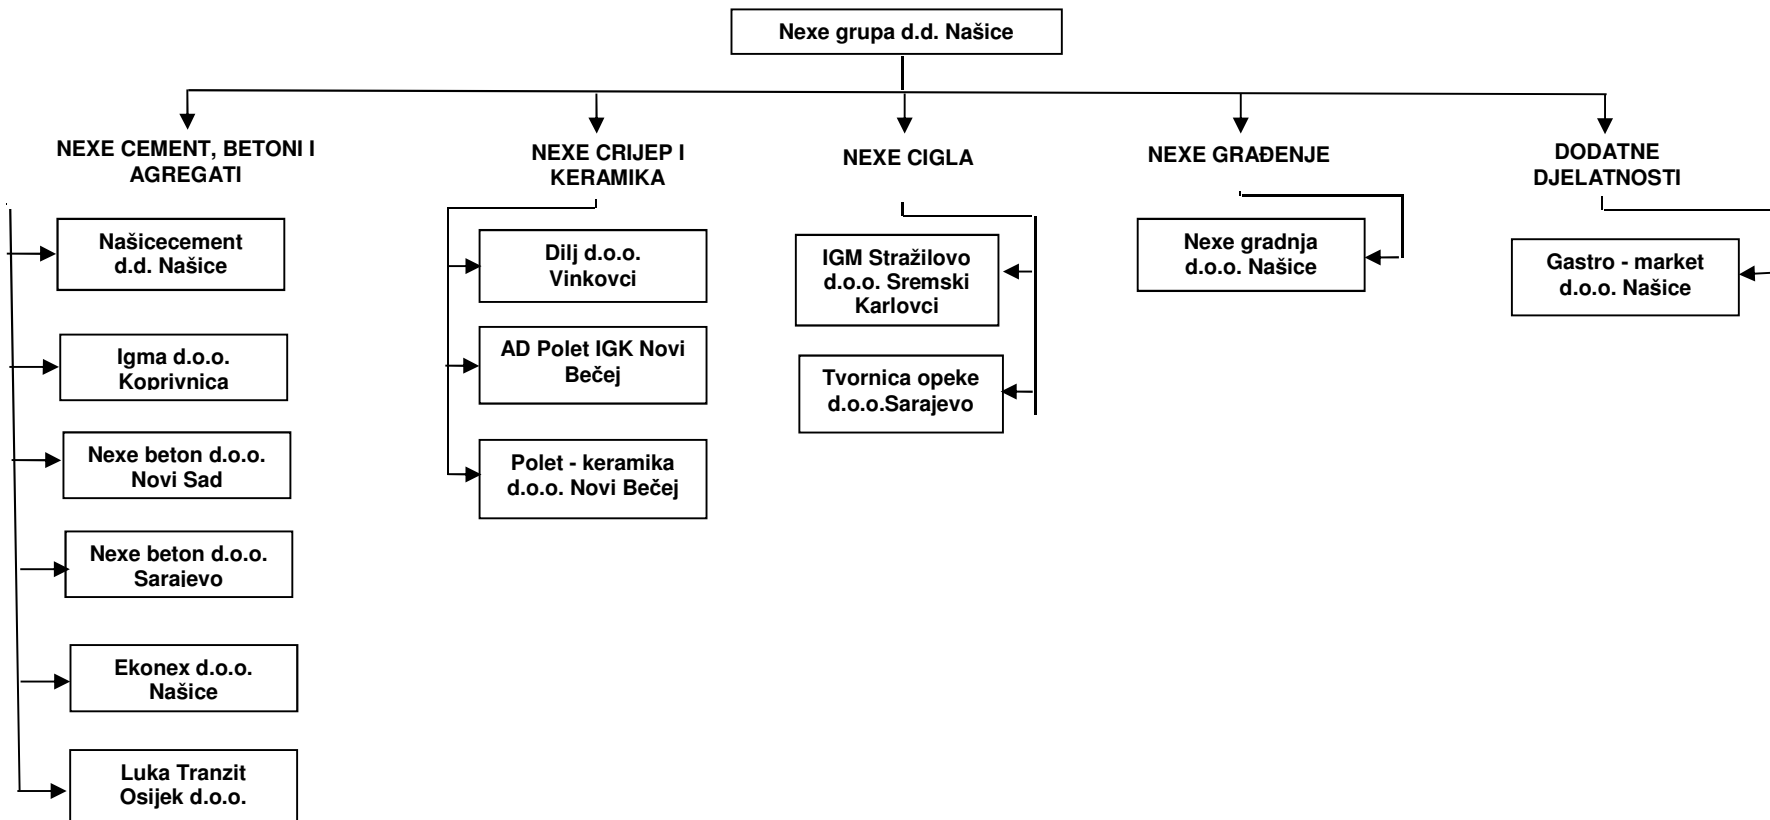 Nexe grupa d.d. Našice
NEXE CEMENT, BETONI I
AGREGATI
NEXE CRIJEP I
KERAMIKA
NEXE CIGLA
NEXE GRAĐENJE
DODATNE
DJELATNOSTI
Našicecement
d.d. Našice
Igma d.o.o.
Koprivnica
Nexe beton d.o.o.
Novi Sad
Nexe beton d.o.o.
Sarajevo
Ekonex d.o.o.
Našice
Luka Tranzit
Osijek d.o.o.
Dilj d.o.o.
Vinkovci
AD Polet IGK Novi
Bečej
Polet - keramika
d.o.o. Novi Bečej
IGM Stražilovo
d.o.o. Sremski
Karlovci
Tvornica opeke
d.o.o.Sarajevo
Nexe gradnja
d.o.o. Našice
Gastro - market
d.o.o. Našice